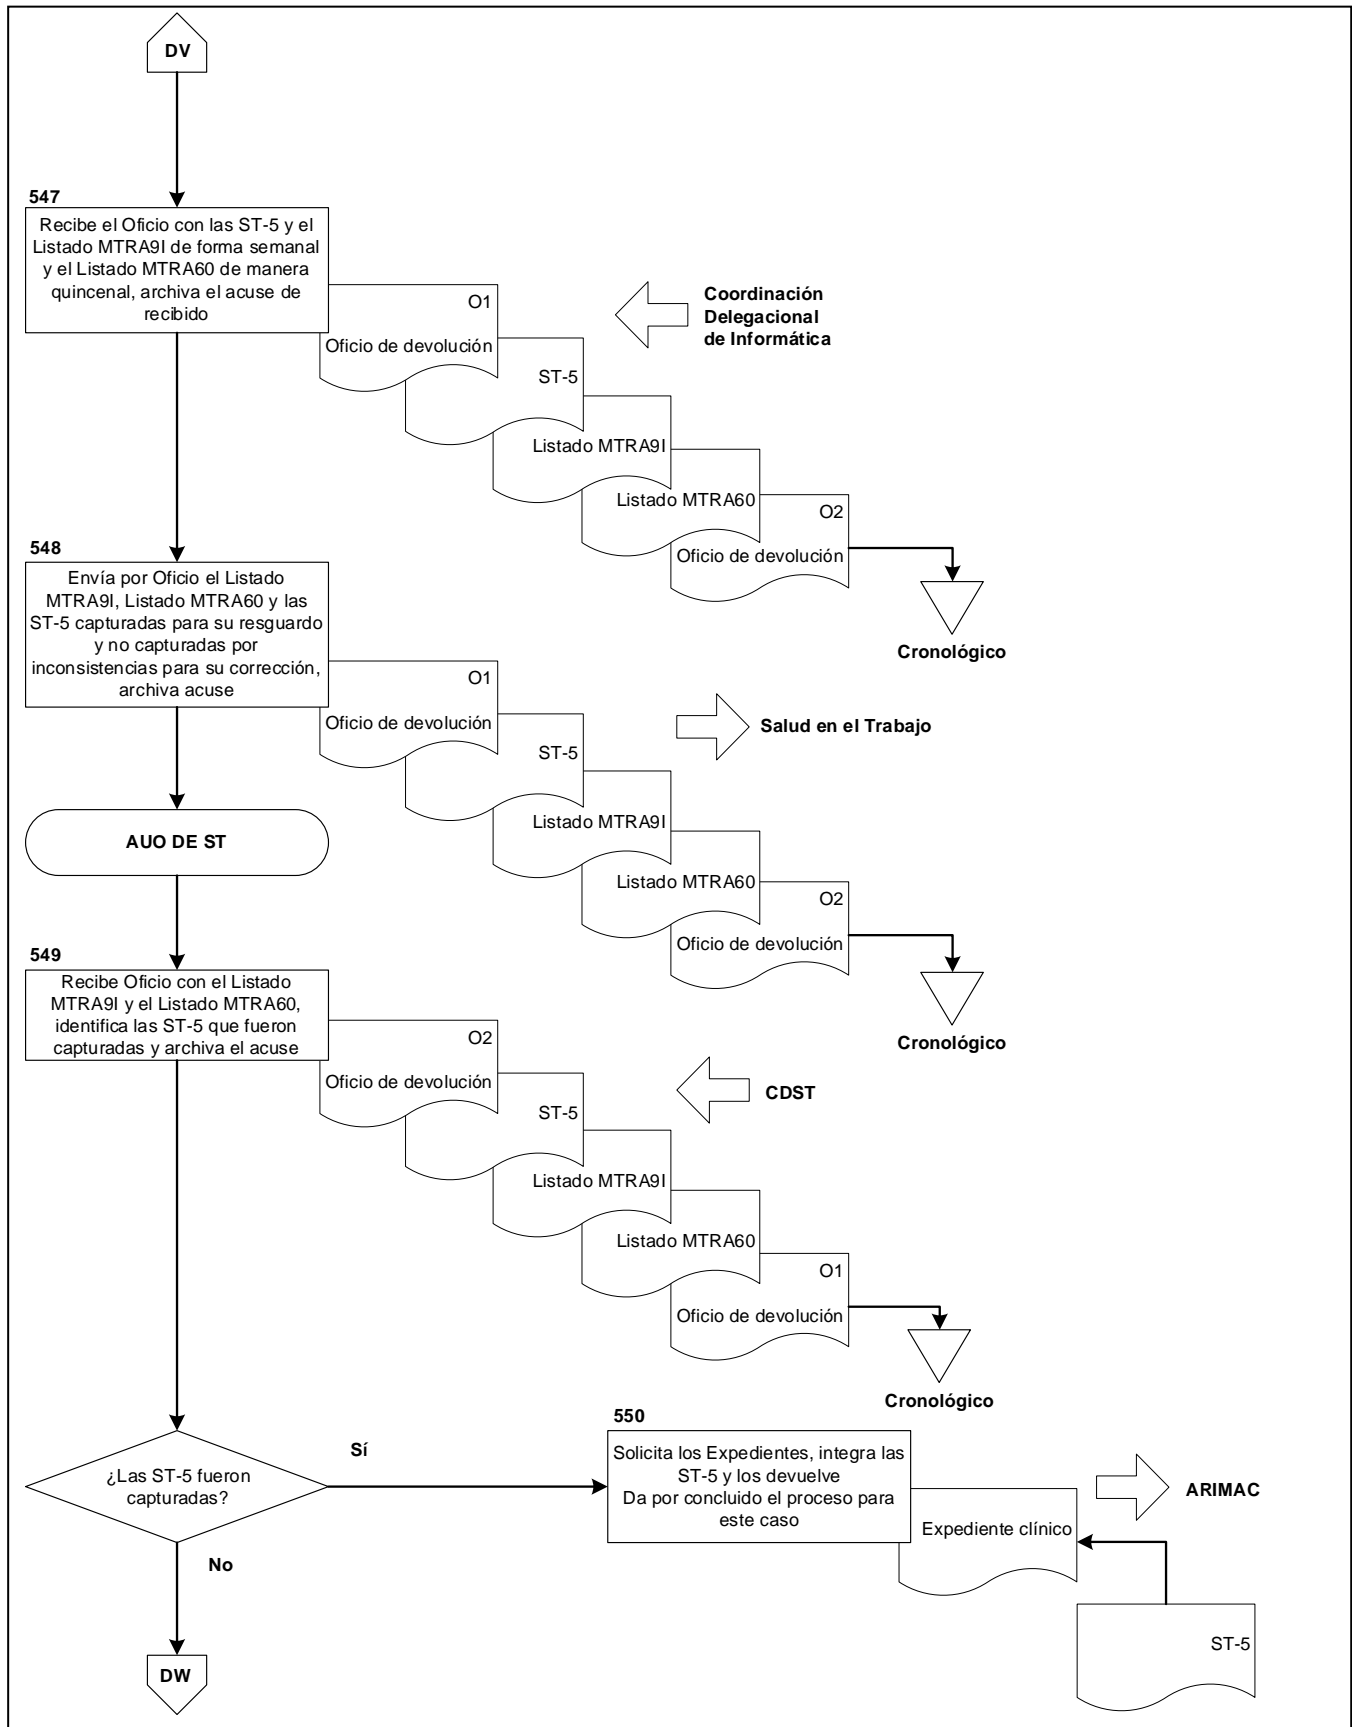 DV
547
Recibe el Oficio con las ST-5 y el
Listado MTRA9I de forma semanal
y el Listado MTRA60 de manera
quincenal, archiva el acuse de
recibido
O1
Oficio de devolución
ST-5
Listado MTRA9I
Listado MTRA60
O2
Oficio de devolución
Coordinación
Delegacional
de Informática
Cronológico
548
Envía por Oficio el Listado
MTRA9I, Listado MTRA60 y las
ST-5 capturadas para su resguardo
y no capturadas por
inconsistencias para su corrección,
archiva acuse
O1
Oficio de devolución
ST-5
Listado MTRA9I
Listado MTRA60
O2
Oficio de devolución
Salud en el Trabajo
Cronológico
AUO DE ST
549
Recibe Oficio con el Listado
MTRA9I y el Listado MTRA60,
identifica las ST-5 que fueron
capturadas y archiva el acuse
O2
Oficio de devolución
ST-5
Listado MTRA9I
Listado MTRA60
O1
Oficio de devolución
CDST
Cronológico
¿Las ST-5 fueron
capturadas?
Sí
No
550
Solicita los Expedientes, integra las
ST-5 y los devuelve
Da por concluido el proceso para
este caso
Expediente clínico
ARIMAC
ST-5
DW